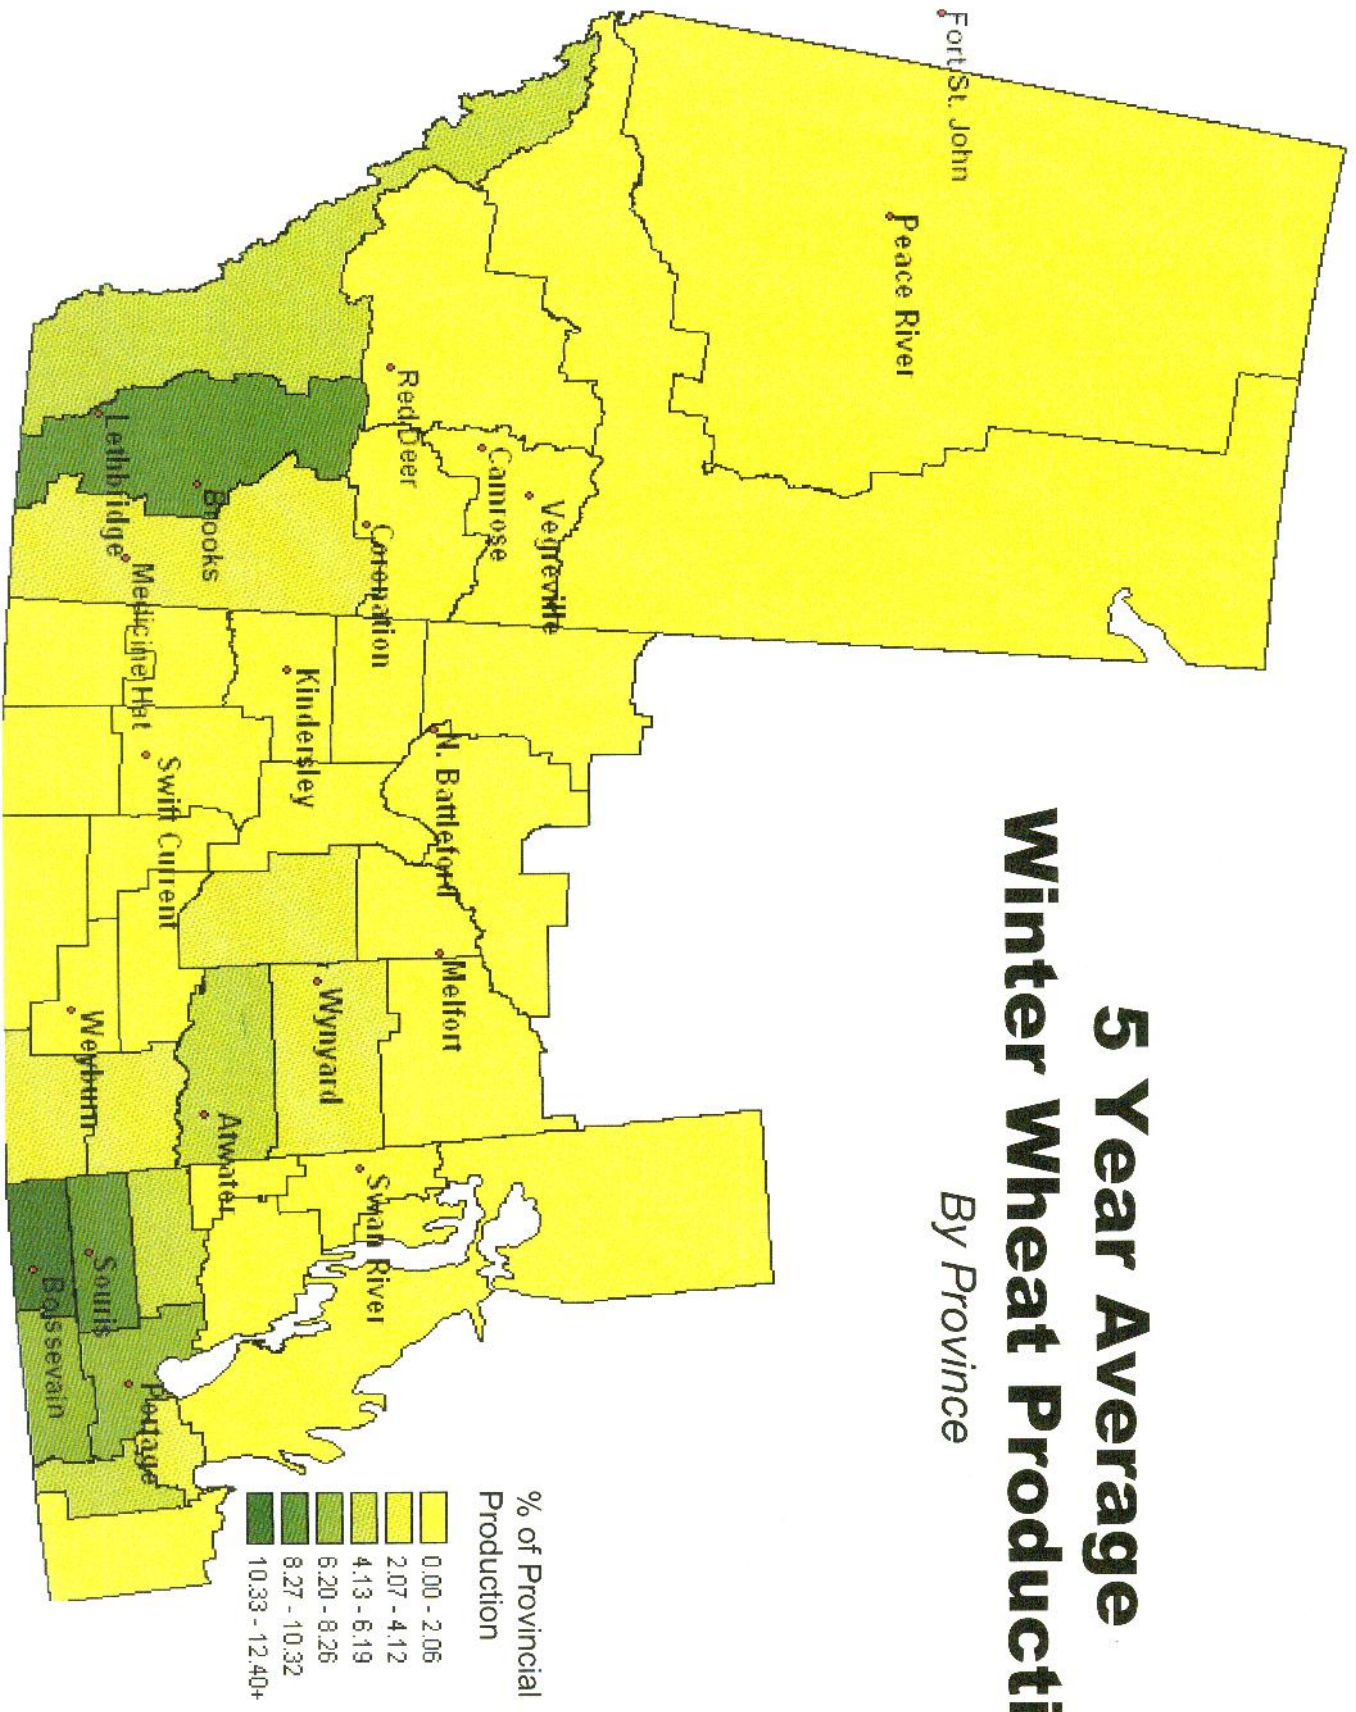 5 Year Average
Winter Wheat Producti
By Province
Fort St. John
Peace River
Vegreville
Camrose
Red Deer
Coronation
Brooks
Lethbridge
Medicine Hat
Kindersley
N. Battleford
Swift Current
Melfort
Wynyard
Weyburn
Atwater
Swan River
Souris
Boissevain
Portage
% of Provincial
Production
0.00 - 2.06
2.07 - 4.12
4.13 - 6.19
6.20 - 8.26
8.27 - 10.32
10.33 - 12.40+